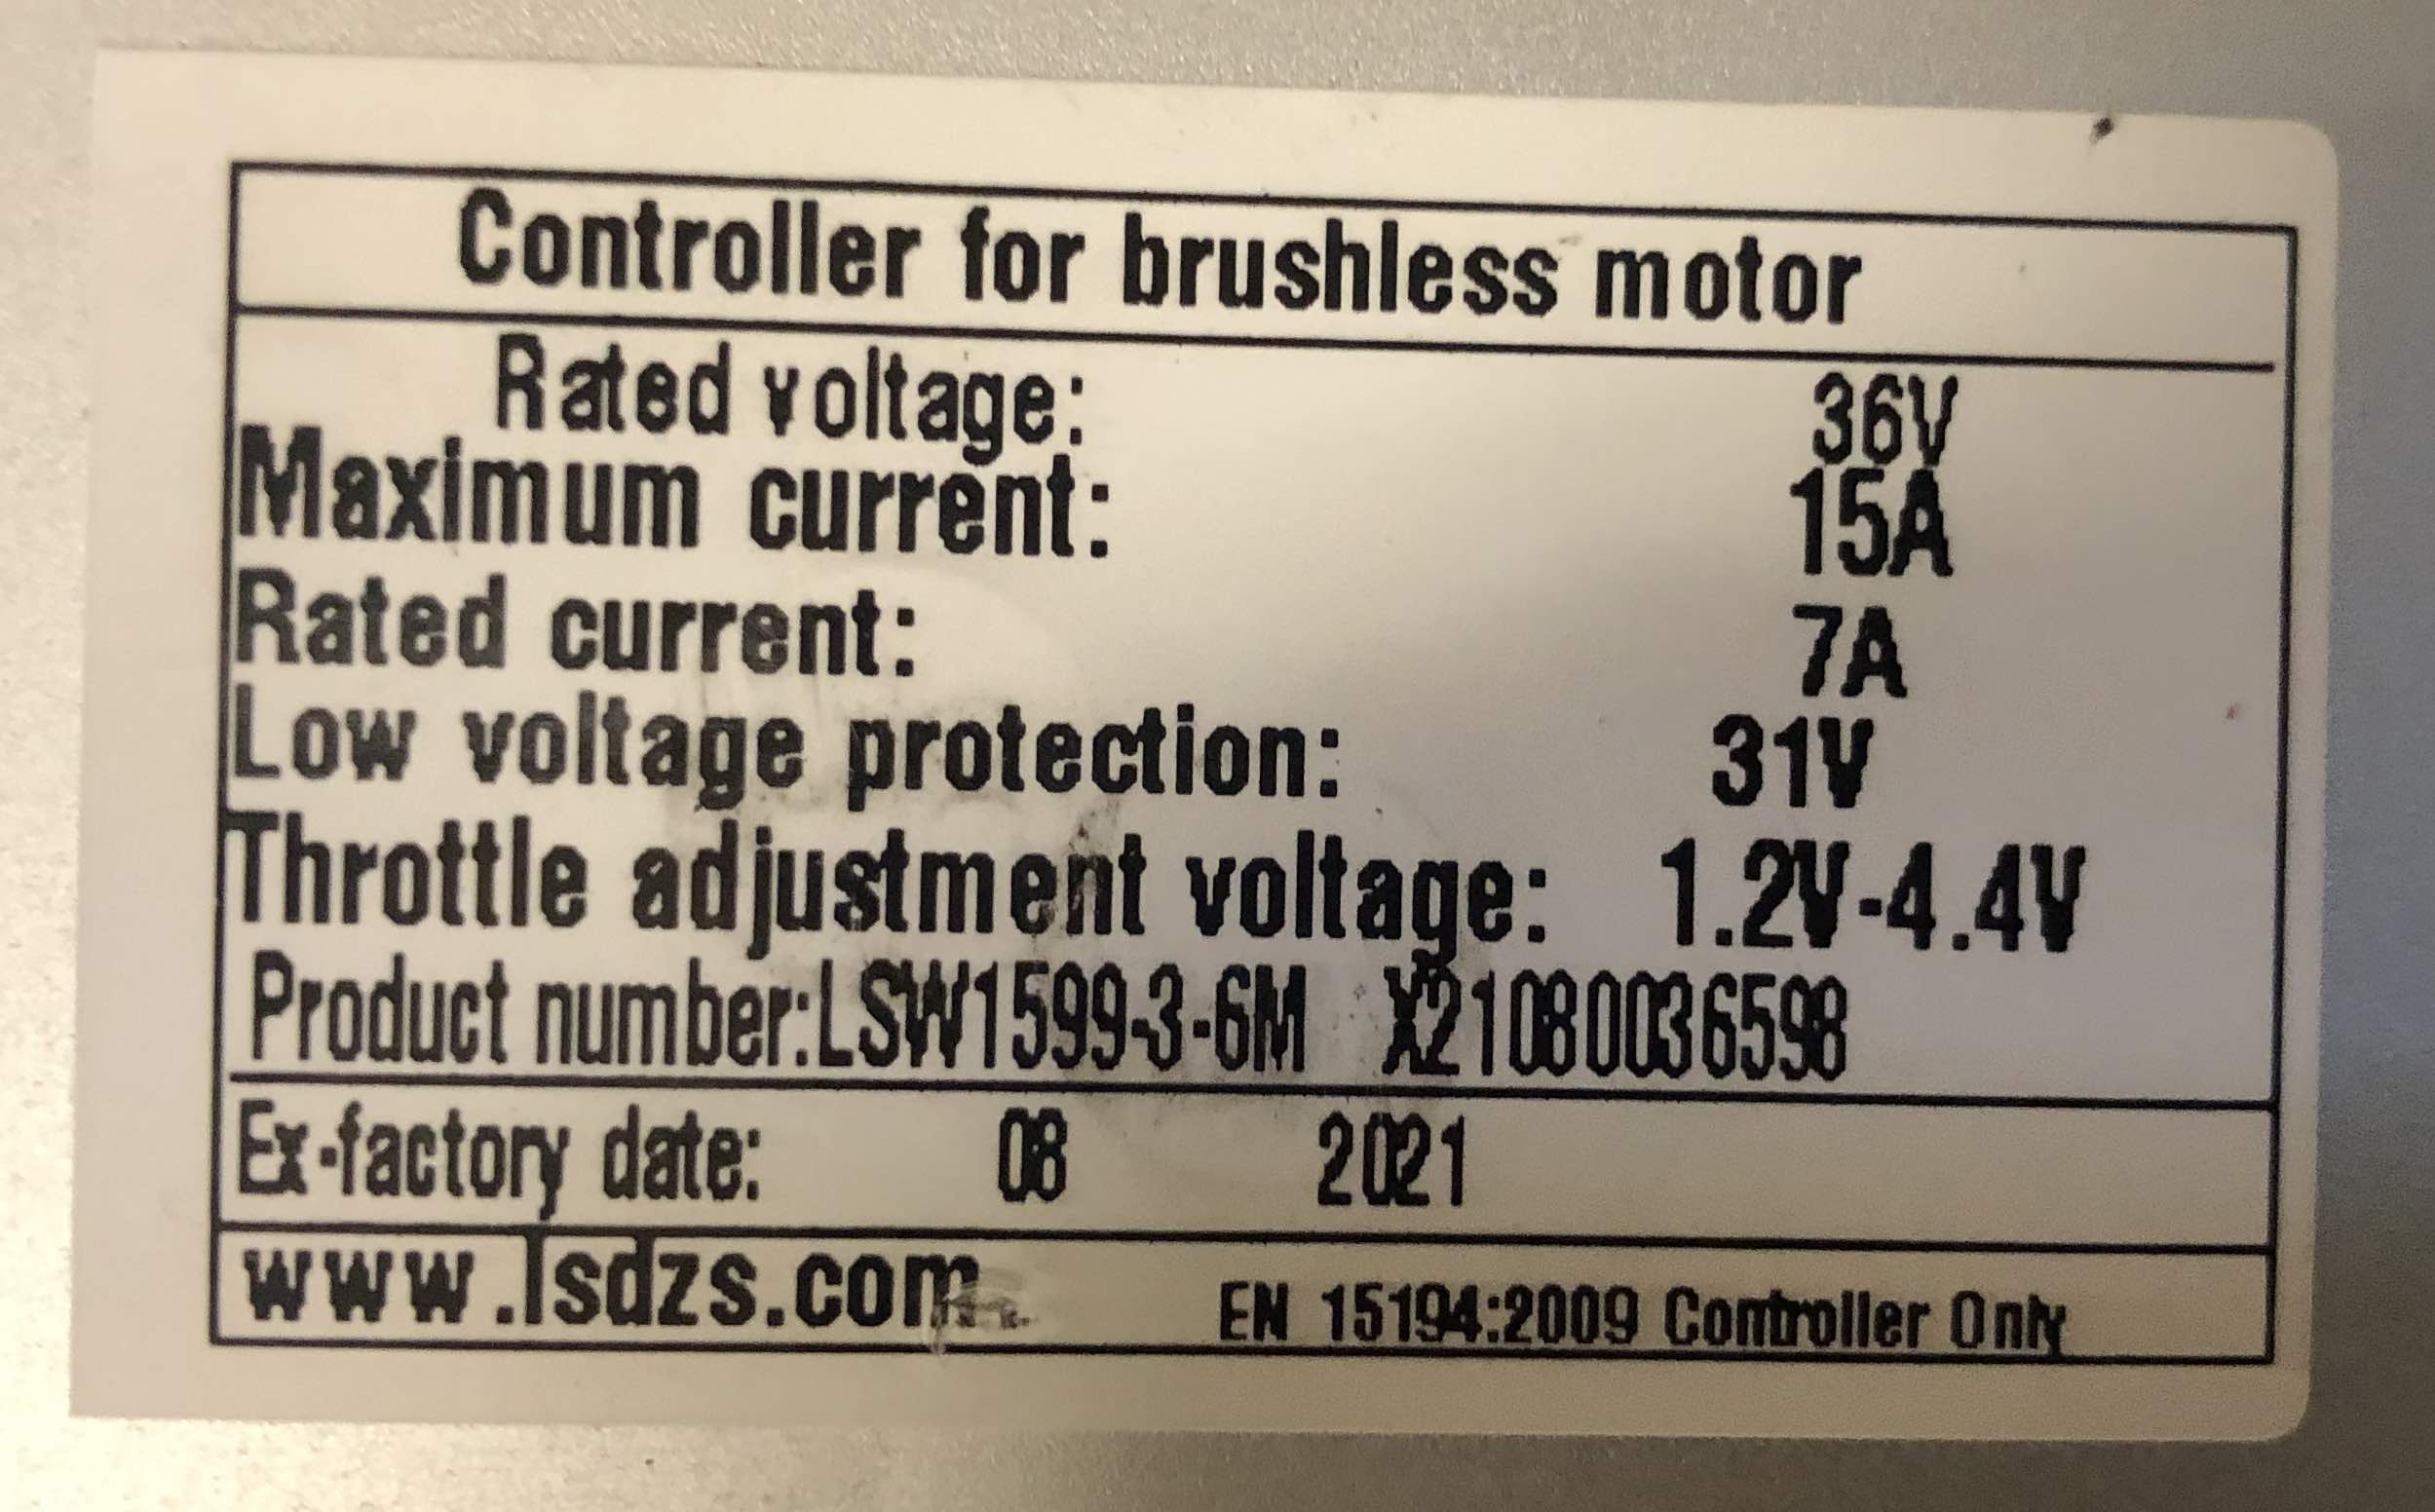 Controller for brushless motor
Rated voltage: 36V
Maximum current: 15A
Rated current: 7A
Low voltage protection: 31V
Throttle adjustment voltage: 1.2V-4.4V
Product number:LSW1599-3-6M X21080036598
Ex-factory date: 08 2021
www.lsdzs.com EN 15194:2009 Controller Only